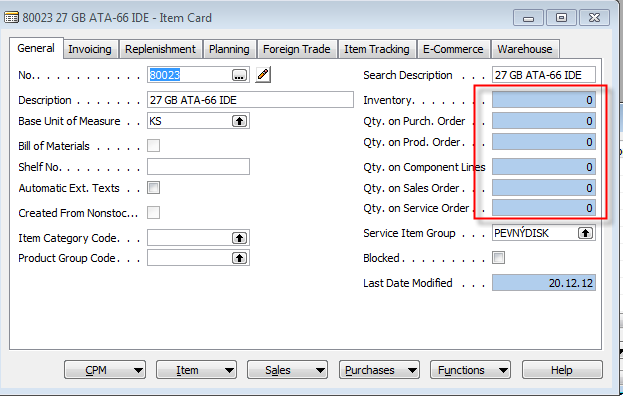 80023 27 GB ATA-66 IDE - Item Card
General Invoicing Replenishment Planning Foreign Trade Item Tracking E-Commerce Warehouse
No. . . . . . . . . . . . 80023 ... Search Description . . . 27 GB ATA-66 IDE
Description . . . . . . . 27 GB ATA-66 IDE Inventory. . . . . . . . 0
Base Unit of Measure . . KS Qty. on Purch. Order . . 0
Bill of Materials . . . . . Qty. on Prod. Order. . . 0
Shelf No. . . . . . . . . Qty. on Component Lines 0
Automatic Ext. Texts . . Qty. on Sales Order . . . 0
Created From Nonstoc... Qty. on Service Order . . 0
Item Category Code. . . Service Item Group . . . PEVNÝDISK
Product Group Code. . . Blocked . . . . . . . . .
Last Date Modified . . . 20.12.12
CPM Item Sales Purchases Functions Help